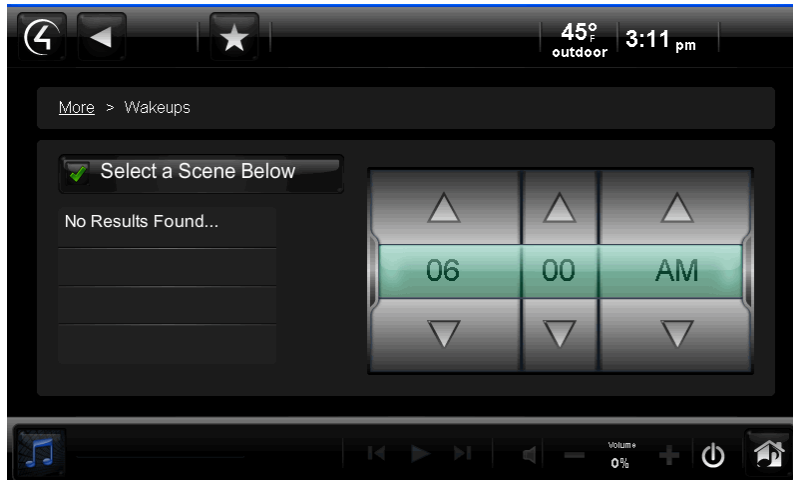 45°F
outdoor
3:11 pm
More > Wakeups
Select a Scene Below
No Results Found...
06 00 AM
Volume
0%